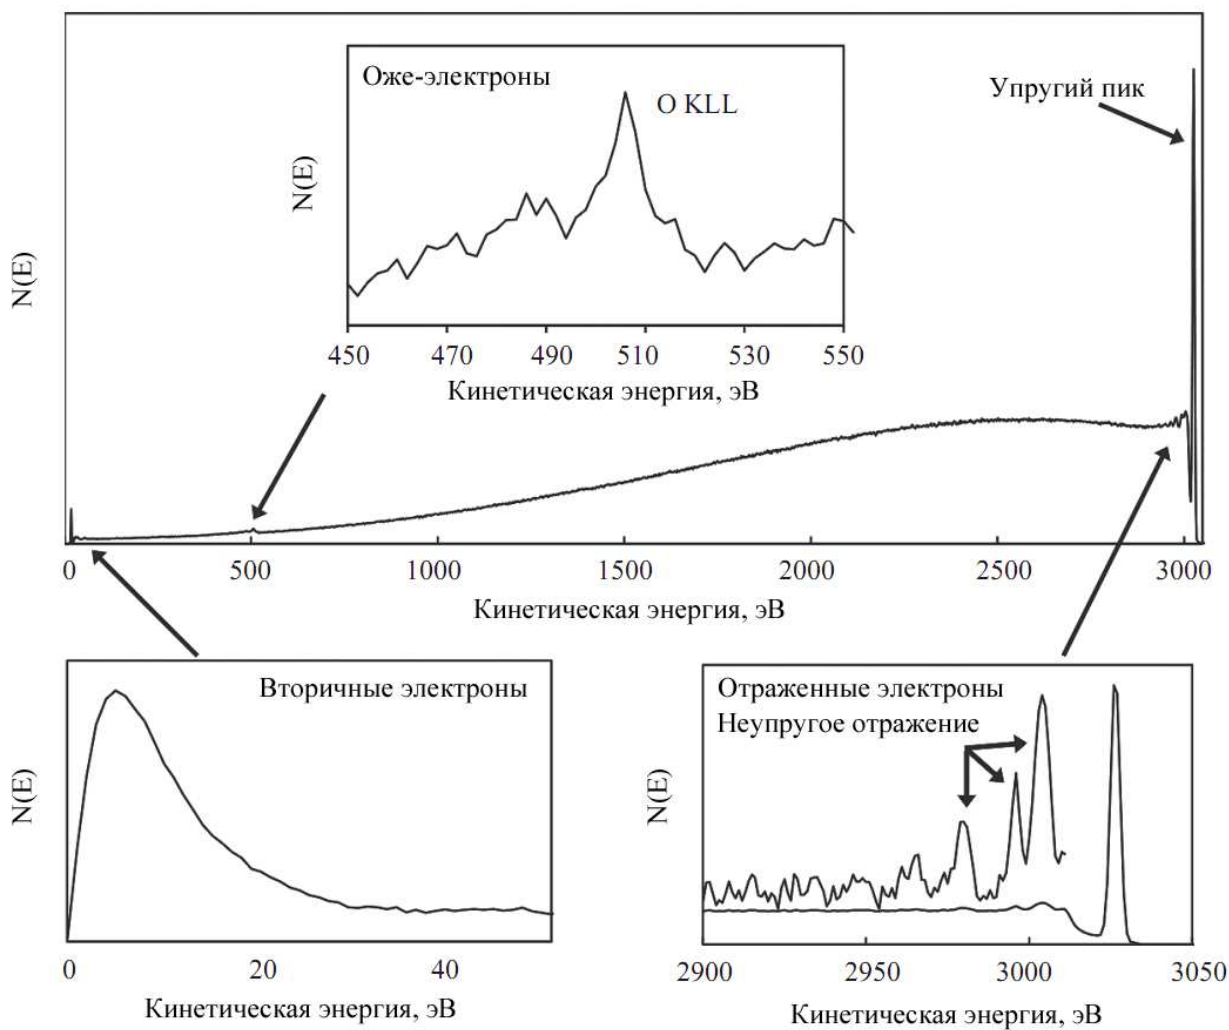 Оже-электроны
O KLL
N(E)
450 470 490 510 530 550
Кинетическая энергия, эВ
Упругий пик
N(E)
0 500 1000 1500 2000 2500 3000
Кинетическая энергия, эВ
Вторичные электроны
N(E)
0 20 40
Кинетическая энергия, эВ
Отраженные электроны
Неупругое отражение
N(E)
2900 2950 3000 3050
Кинетическая энергия, эВ